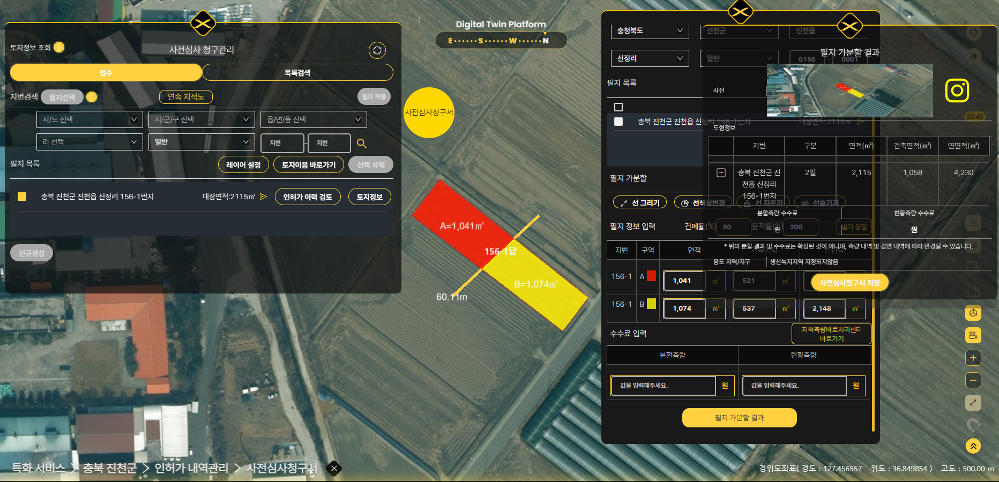 Digital Twin Platform
E S W N
토지정보 조회
사전심사 청구관리
접수
목록검색
지번검색
필지선택
연속 지적도
필지 적용
시/도 선택
시/군/구 선택
읍/면/동 선택
리 선택
일반
지번
-
지번
필지 목록
레이어 설정
토지이음 바로가기
선택 삭제
충북 진천군 진천읍 신정리 156-1번지
대장면적:2115㎡
인허가 이력 검토
토지정보
신규생성
사전심사청구서
A=1,041㎡
156-1답
B=1,074㎡
60.11m
충청북도
진천군
진천읍
신정리
일반
0156
-
0001
필지 목록
충북 진천군 진천읍 신정리 156-1번지
대장면적:2115㎡
필지 가분할
선 그리기
선색상변경
선 지우기
선숨기기
필지 정보 입력
건폐율(%)
50
용적률(%)
200
필지 분할
지번
구역
면적
건축면적
연면적
156-1
A
1,041
㎡
521
㎡
156-1
B
1,074
㎡
537
㎡
2,148
㎡
수수료 입력
지적측량바로처리센터
바로가기
분할측량
현황측량
값을 입력해주세요.
원
값을 입력해주세요.
원
필지 가분할 결과
필지 가분할 결과
사진
도형정보
지번
구분
면적(㎡)
건축면적(㎡)
연면적(㎡)
충북 진천군 진
천읍 신정리
156-1번지
2필
2,115
1,058
4,230
분할측량 수수료
현황측량 수수료
원
원
* 위의 분할 결과 및 수수료는 확정된 것이 아니며, 측량 내역 및 감면 내역에 따라 변경될 수 있습니다.
용도 지역/지구
생산녹지지역 지정되지않음
사전심사청구서 저장
20:45
특화 서비스 > 충북 진천군 > 인허가 내역관리 > 사전심사청구서
경위도좌표( 경도 : 127.456557 위도 : 36.849854 ) 고도 : 500.00 m